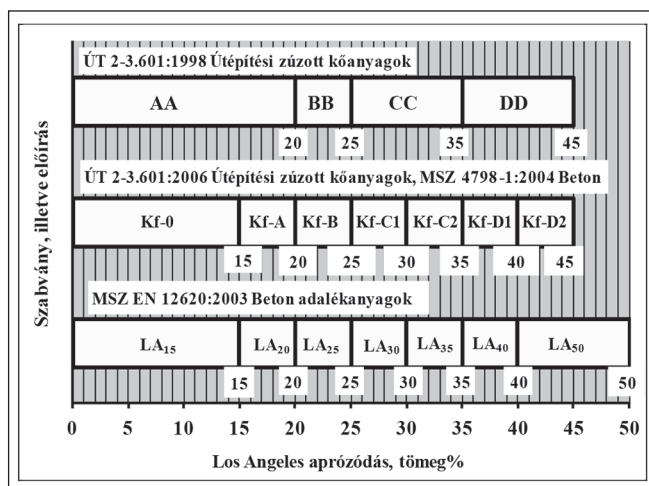 Szabvány, illetve előírás
ÚT 2-3.601:1998 Útépítési zúzott kőanyagok
AA BB CC DD
20 25 35 45
ÚT 2-3.601:2006 Útépítési zúzott kőanyagok, MSZ 4798-1:2004 Beton
Kf-0 Kf-A Kf-B Kf-C1 Kf-C2 Kf-D1 Kf-D2
15 20 25 30 35 40 45
MSZ EN 12620:2003 Beton adalékanyagok
LA₁₅ LA₂₀ LA₂₅ LA₃₀ LA₃₅ LA₄₀ LA₅₀
15 20 25 30 35 40 50
0 5 10 15 20 25 30 35 40 45 50
Los Angeles aprózódás, tömeg%